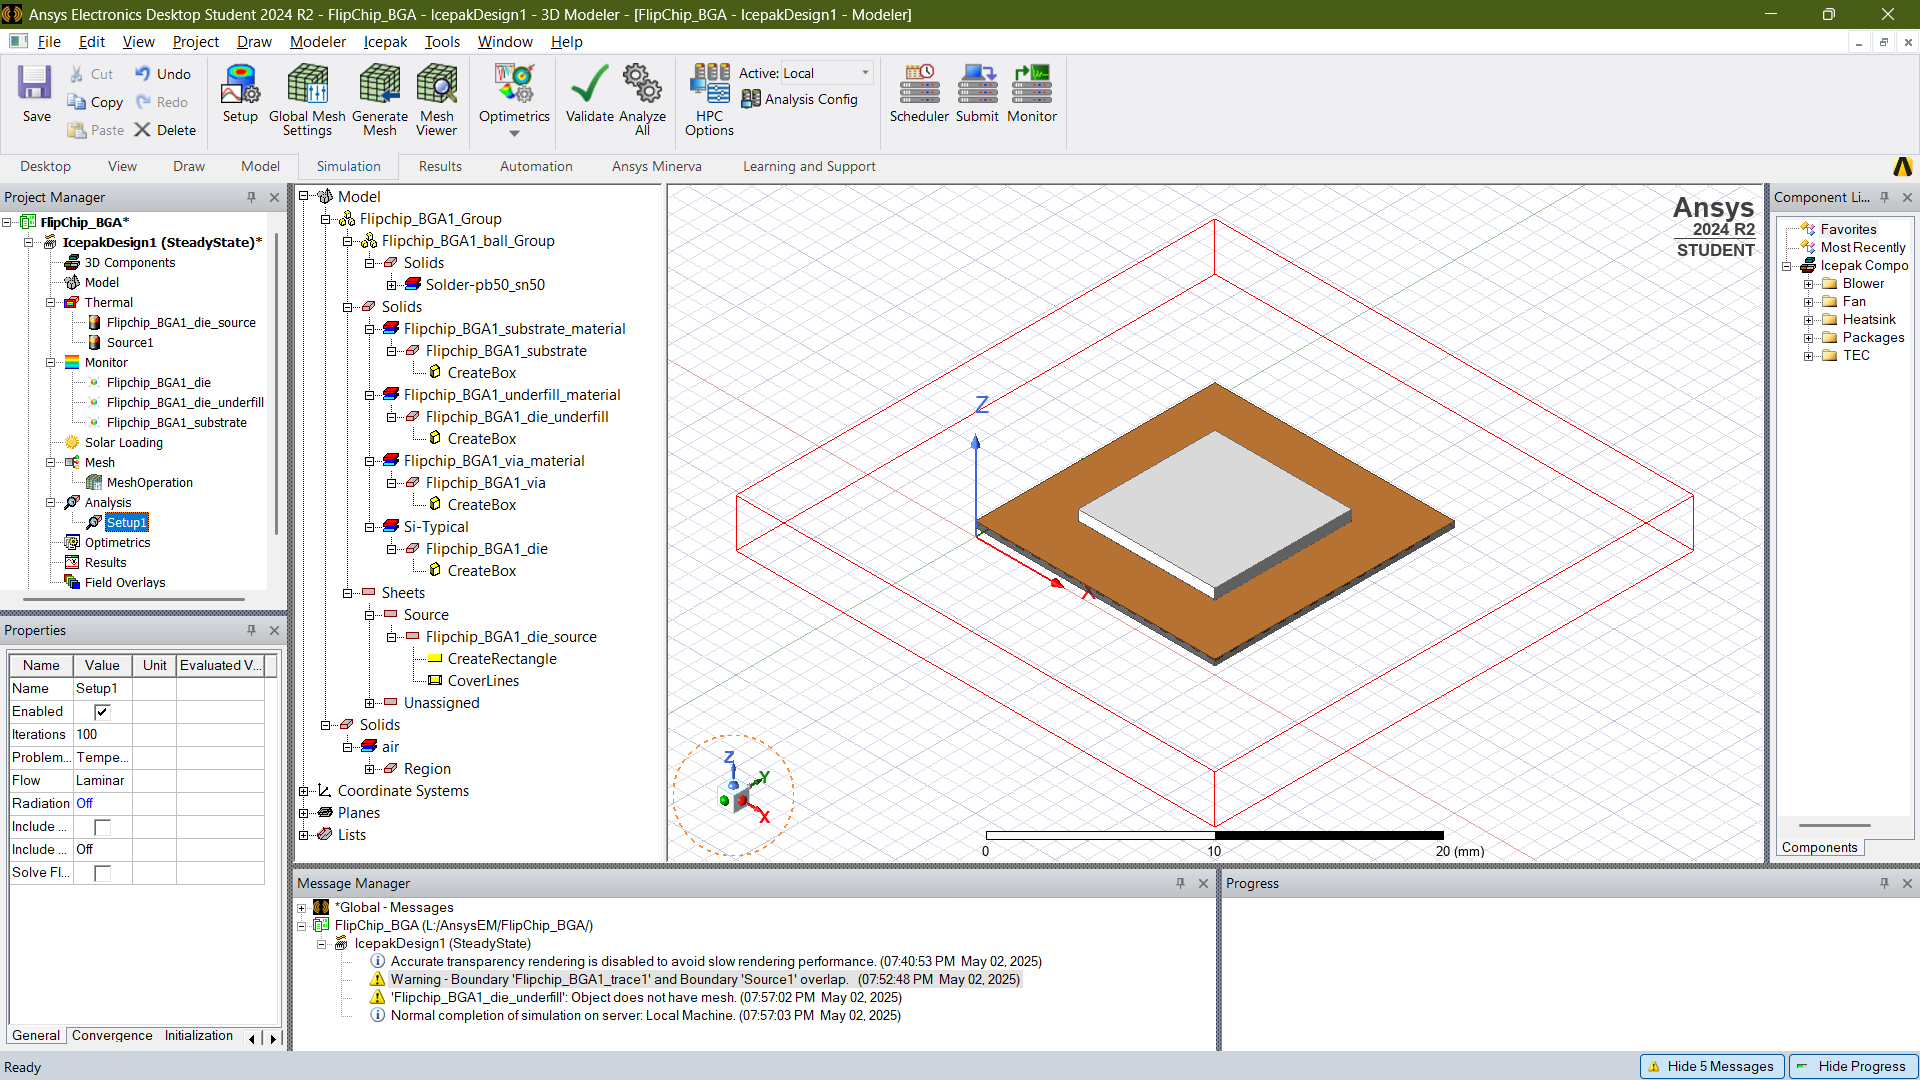 Ansys Electronics Desktop Student 2024 R2 - FlipChip_BGA - IcepakDesign1 - 3D Modeler - [FlipChip_BGA - IcepakDesign1 - Modeler]
File Edit View Project Draw Modeler Icepak Tools Window Help
Save
Cut
Copy
Paste
Undo
Redo
Delete
Setup
Global Mesh Settings
Generate Mesh
Mesh Viewer
Optimetrics
Validate
Analyze All
HPC Options
Active: Local
Analysis Config
Scheduler
Submit
Monitor
Desktop View Draw Model Simulation Results Automation Ansys Minerva Learning and Support
Project Manager
FlipChip_BGA*
IcepakDesign1 (SteadyState)*
3D Components
Model
Thermal
Flipchip_BGA1_die_source
Source1
Monitor
Flipchip_BGA1_die
Flipchip_BGA1_die_underfill
Flipchip_BGA1_substrate
Solar Loading
Mesh
MeshOperation
Analysis
Setup1
Optimetrics
Results
Field Overlays
Properties
Name Value Unit Evaluated V...
Name Setup1
Enabled
Iterations 100
Problem... Tempe...
Flow Laminar
Radiation Off
Include ...
Include ... Off
Solve Fl...
General Convergence Initialization
Model
Flipchip_BGA1_Group
Flipchip_BGA1_ball_Group
Solids
Solder-pb50_sn50
Solids
Flipchip_BGA1_substrate_material
Flipchip_BGA1_substrate
CreateBox
Flipchip_BGA1_underfill_material
Flipchip_BGA1_die_underfill
CreateBox
Flipchip_BGA1_via_material
Flipchip_BGA1_via
CreateBox
Si-Typical
Flipchip_BGA1_die
CreateBox
Sheets
Source
Flipchip_BGA1_die_source
CreateRectangle
CoverLines
Unassigned
Solids
air
Region
Coordinate Systems
Planes
Lists
Ansys
2024 R2
STUDENT
Z
X
Z
Y
X
0 10 20 (mm)
Component Li...
Favorites
Most Recently
Icepak Compo
Blower
Fan
Heatsink
Packages
TEC
Components
Message Manager
*Global - Messages
FlipChip_BGA (L:/AnsysEM/FlipChip_BGA/)
IcepakDesign1 (SteadyState)
Accurate transparency rendering is disabled to avoid slow rendering performance. (07:40:53 PM May 02, 2025)
Warning - Boundary 'Flipchip_BGA1_trace1' and Boundary 'Source1' overlap. (07:52:48 PM May 02, 2025)
'Flipchip_BGA1_die_underfill': Object does not have mesh. (07:57:02 PM May 02, 2025)
Normal completion of simulation on server: Local Machine. (07:57:03 PM May 02, 2025)
Progress
Ready
Hide 5 Messages
Hide Progress